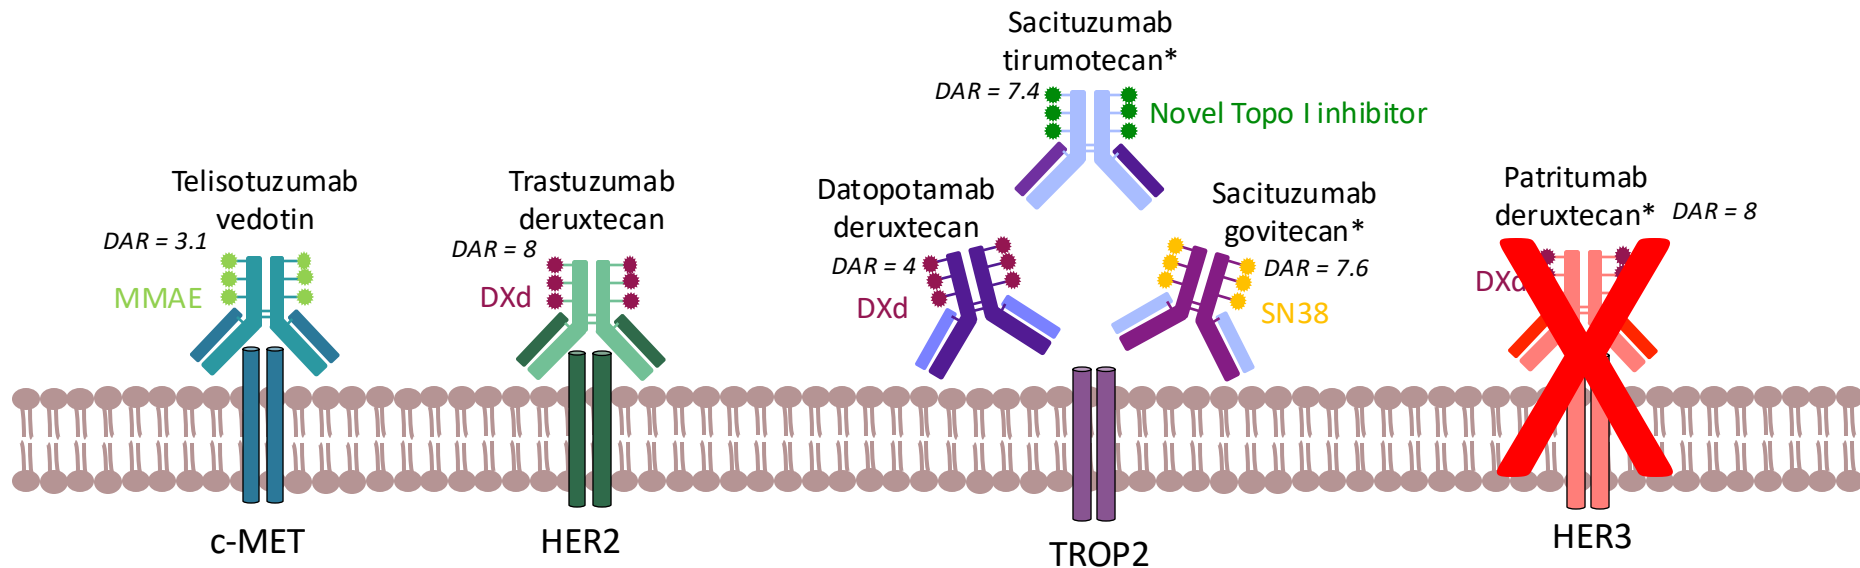 Telisotuzumab
vedotin
DAR = 3.1
MMAE
c-MET
Trastuzumab
deruxtecan
DAR = 8
DXd
HER2
Sacituzumab
tirumotecan*
DAR = 7.4
Novel Topo I inhibitor
Datopotamab
deruxtecan
DAR = 4
DXd
Sacituzumab
govitecan*
DAR = 7.6
SN38
TROP2
Patritumab
deruxtecan*
DAR = 8
DXd
HER3